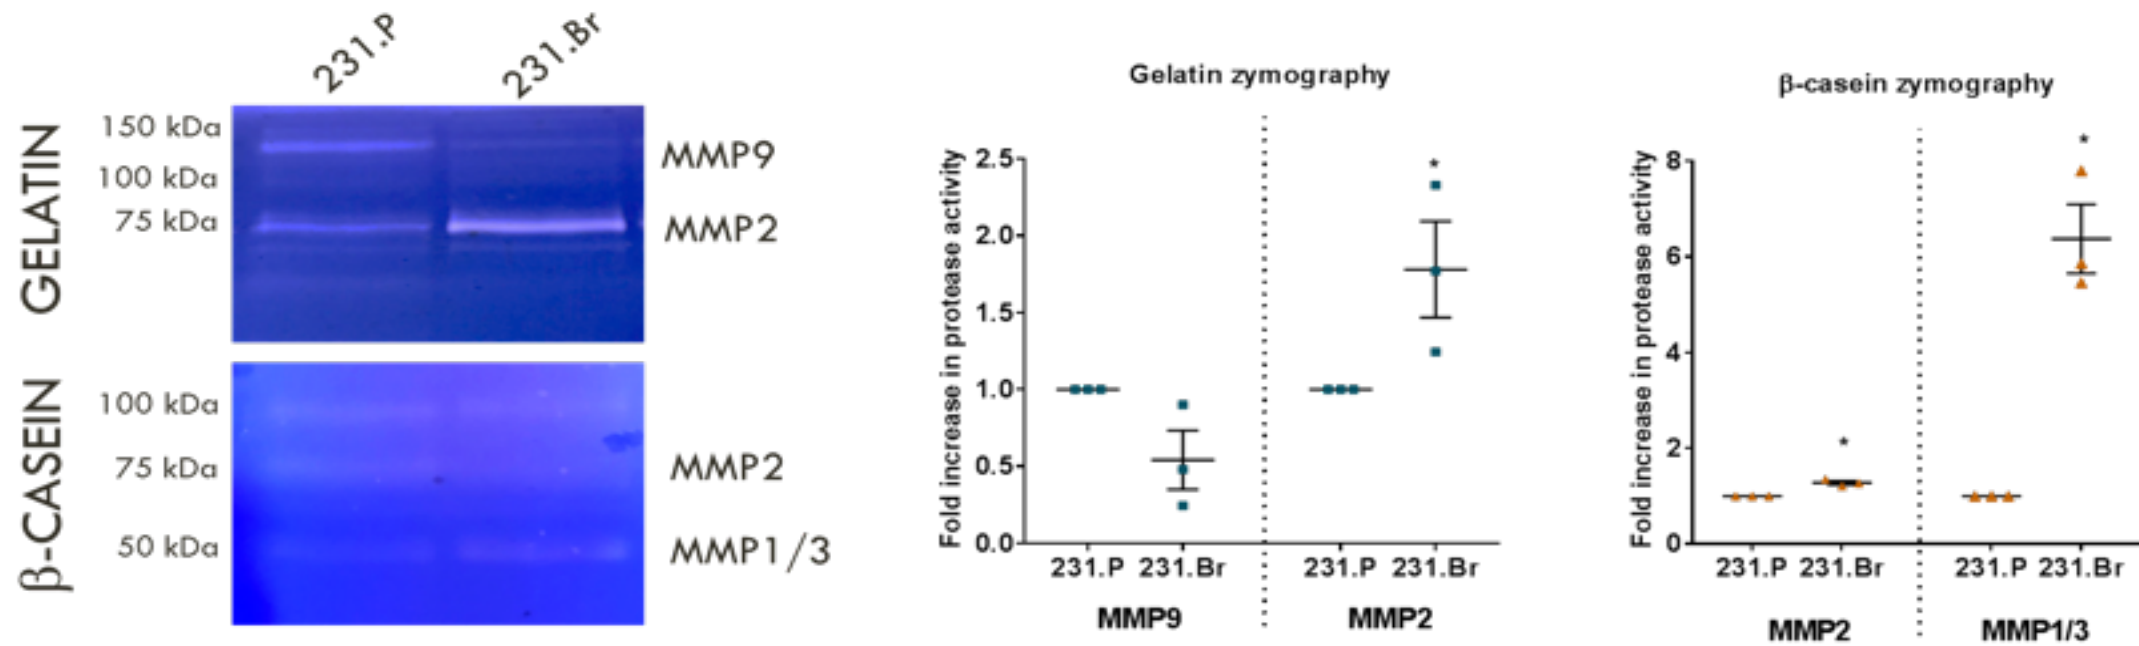 231.P
231.Br
GELATIN
150 kDa
100 kDa
75 kDa
MMP9
MMP2
β-CASEIN
100 kDa
75 kDa
50 kDa
MMP2
MMP1/3
Gelatin zymography
Fold increase in protease activity
2.5
2.0
1.5
1.0
0.5
0.0
*
231.P 231.Br 231.P 231.Br
MMP9 MMP2
β-casein zymography
Fold increase in protease activity
8
6
4
2
0
*
*
231.P 231.Br 231.P 231.Br
MMP2 MMP1/3